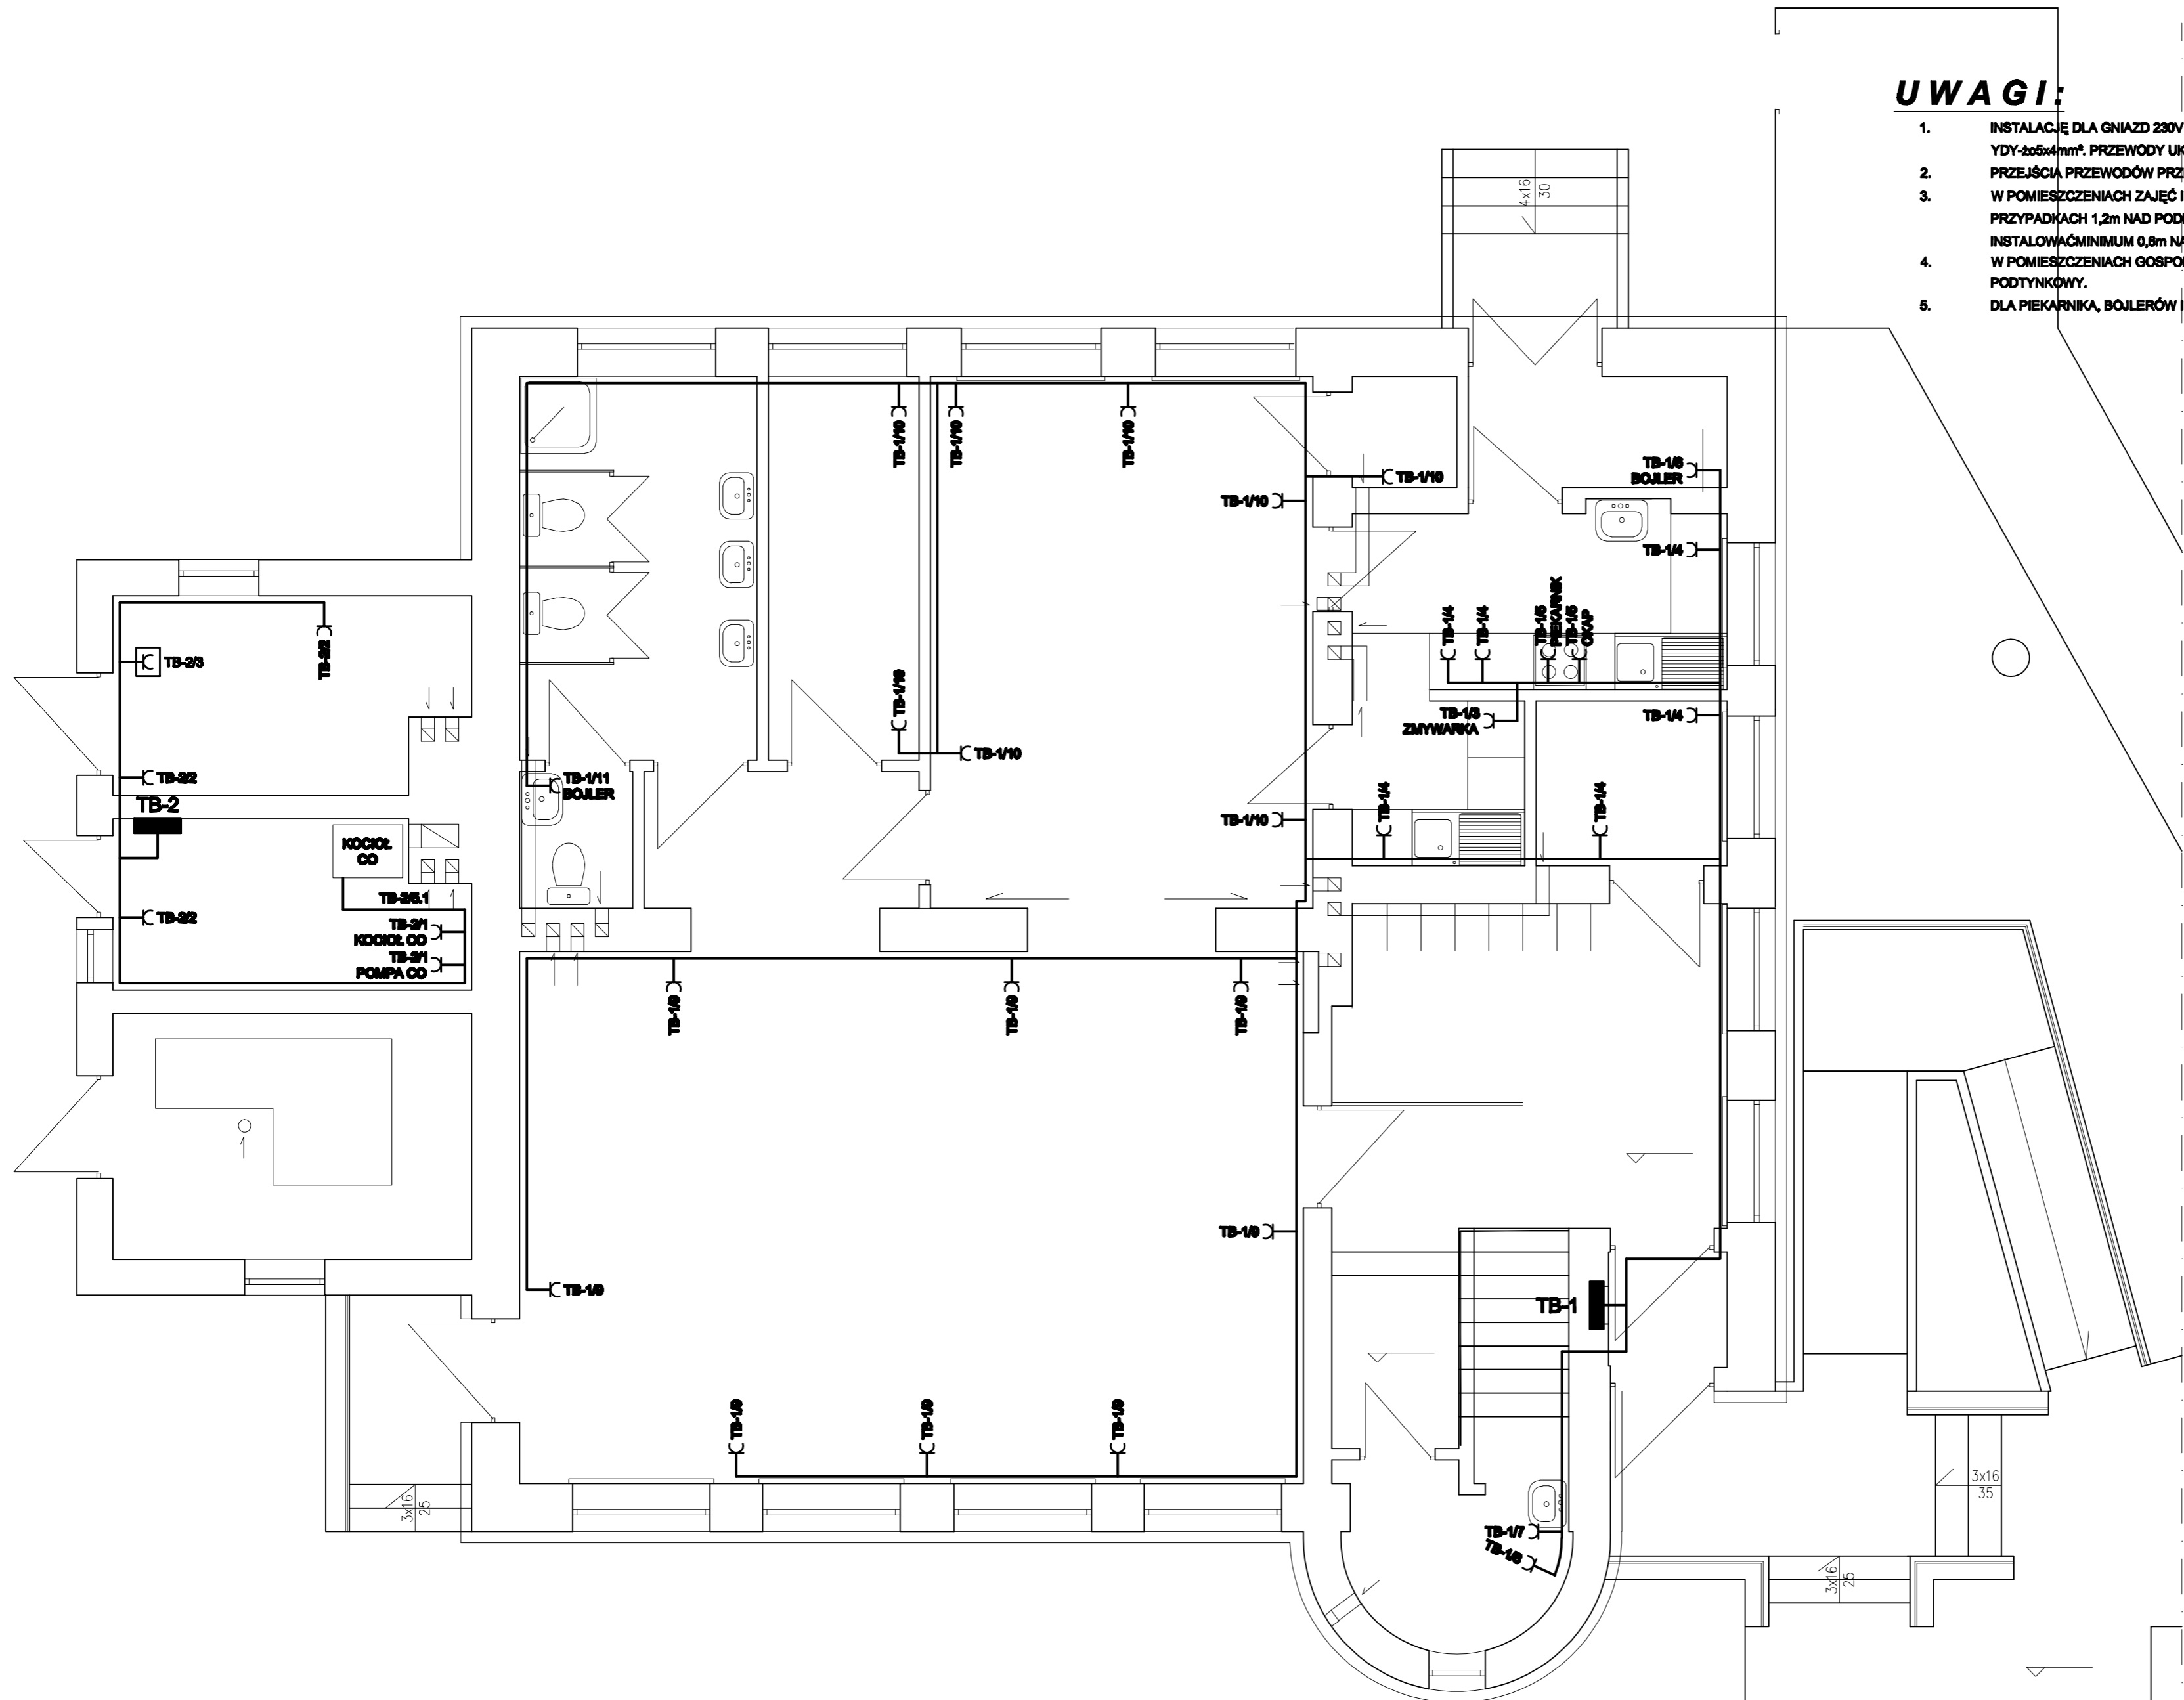 UWAGI:
1. INSTALACJĘ DLA GNIAZD 230V
YDY-żo5x4mm². PRZEWODY UK
2. PRZEJŚCIA PRZEWODÓW PRZ
3. W POMIESZCZENIACH ZAJĘĆ I
PRZYPADKACH 1,2m NAD POD
INSTALOWAĆMINIMUM 0,6m NA
4. W POMIESZCZENIACH GOSPO
PODTYNKOWY.
5. DLA PIEKARNIKA, BOJLERÓW I
4x16
30
TB-1/10
TB-1/10
TB-1/10
TB-1/10
TB-1/10
TB-1/6
BOJLER
TB-1/4
TB-1/4
TB-1/4
TB-1/5
PIEKARNIK
TB-1/5
OKAP
TB-2/2
TB-2/3
TB-1/10
TB-1/10
TB-1/3
ZMYWARKA
TB-1/4
TB-2/2
TB-2
TB-1/11
BOJLER
TB-1/10
TB-1/4
TB-1/4
KOCIOŁ
CO
TB-2/5.1
TB-2/2
TB-2/1
KOCIOŁ CO
TB-2/1
POMPA CO
TB-1/9
TB-1/9
TB-1/9
TB-1/9
TB-1/9
TB-1
TB-1/9
TB-1/9
TB-1/9
3x16
25
3x16
35
TB-1/7
TB-1/8
3x16
25